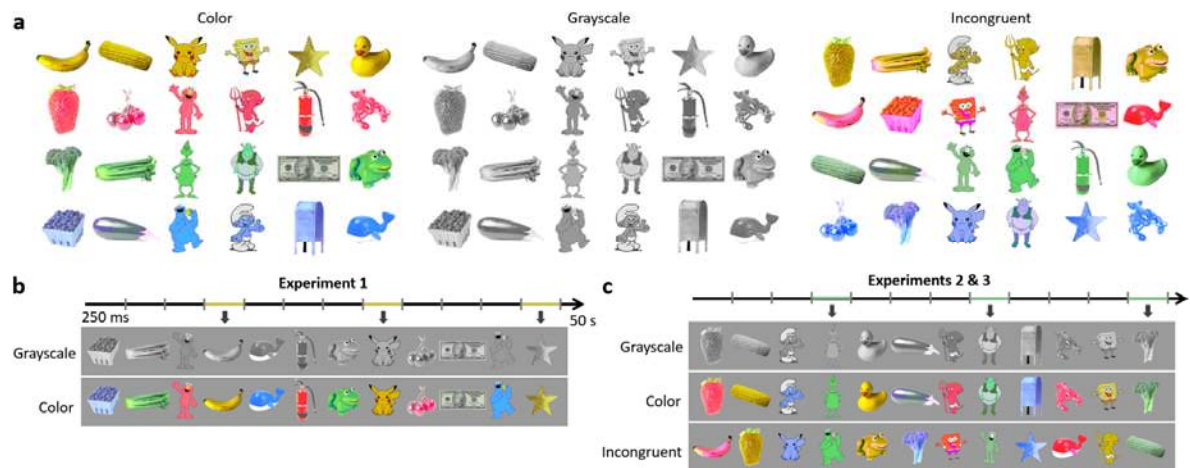 a
Color
Grayscale
Incongruent
b
Experiment 1
250 ms
50 s
Grayscale
Color
c
Experiments 2 & 3
Grayscale
Color
Incongruent